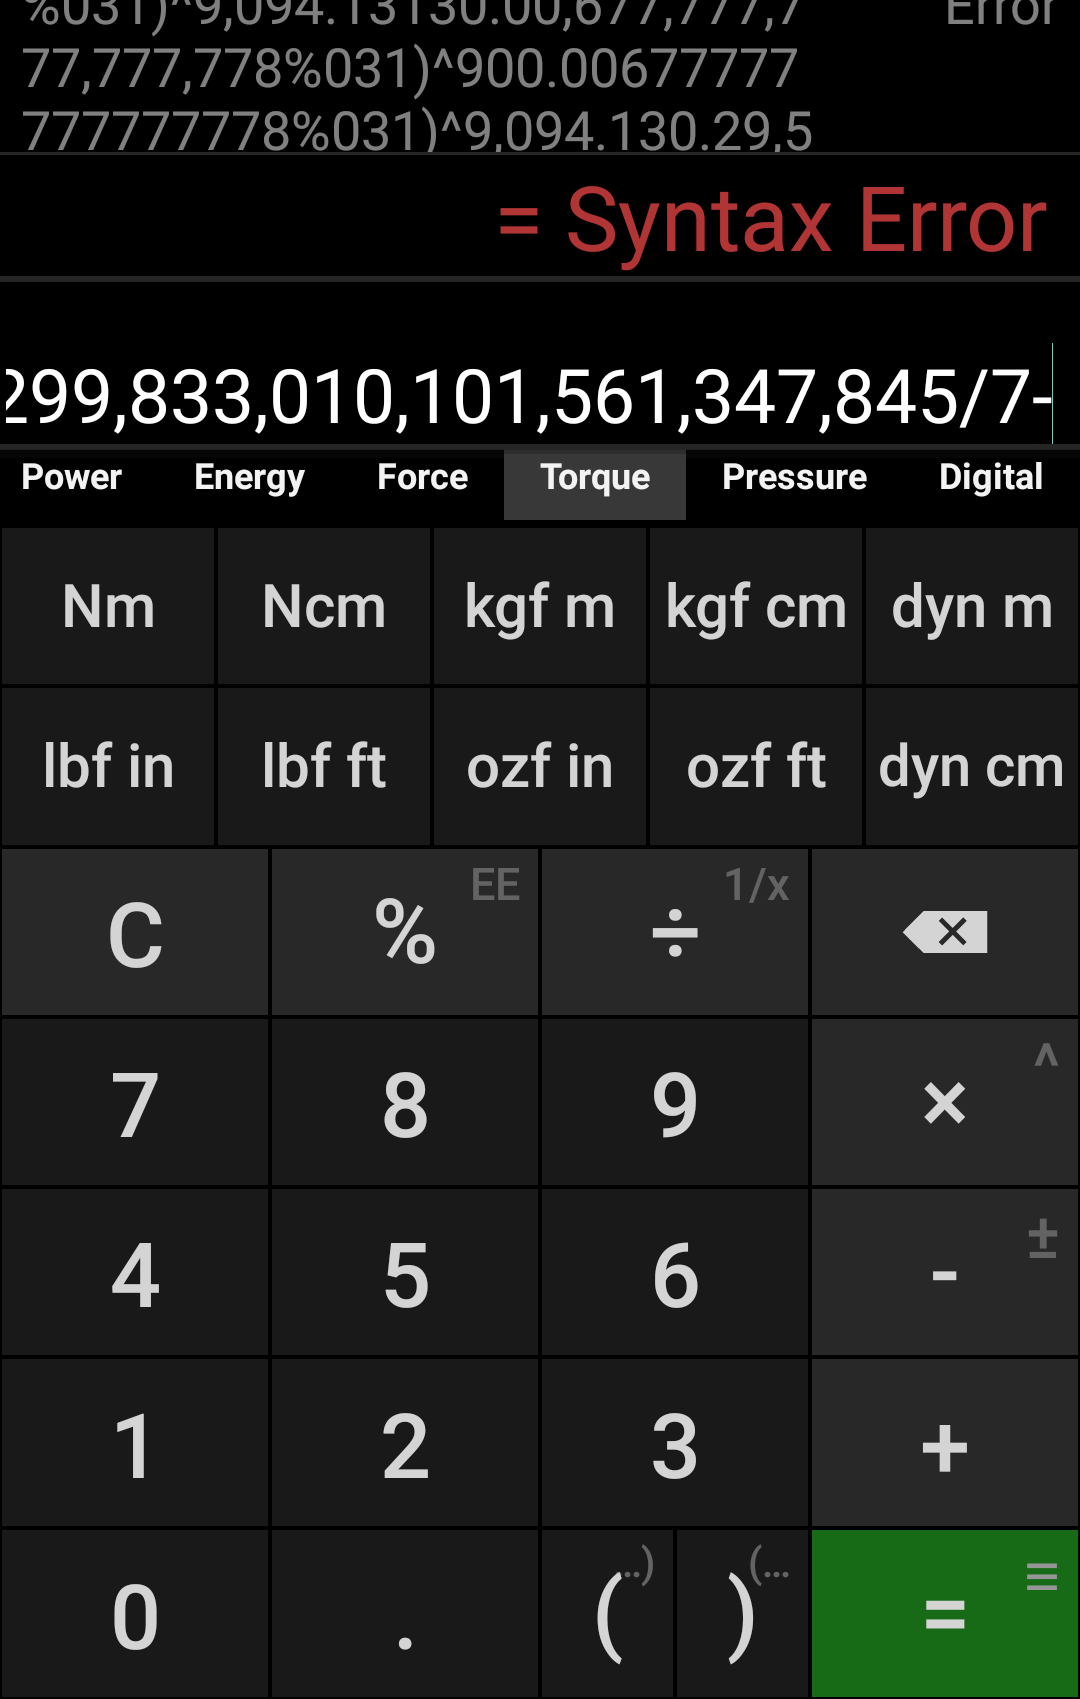 %031)^9,094.13130.00,677,777,7 Error
77,777,778%031)^900.00677777
777777778%031)^9,094.130.29,5
= Syntax Error
299,833,010,101,561,347,845/7-
Power Energy Force Torque Pressure Digital
Nm Ncm kgf m kgf cm dyn m
lbf in lbf ft ozf in ozf ft dyn cm
C % EE ÷ 1/x
7 8 9 × ^
4 5 6 - ±
1 2 3 +
0 . ( ..) ) (... = ≡